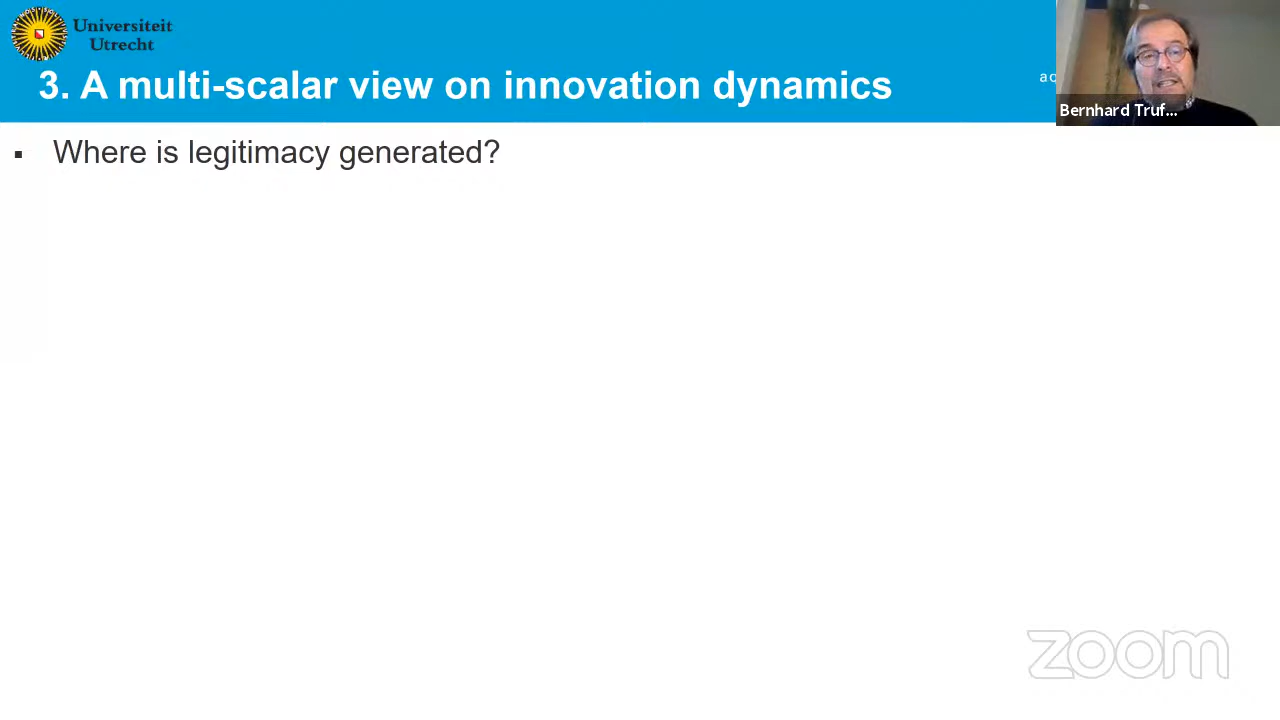 Universiteit
Utrecht
3. A multi-scalar view on innovation dynamics
Bernhard Truf...
▪ Where is legitimacy generated?
zoom